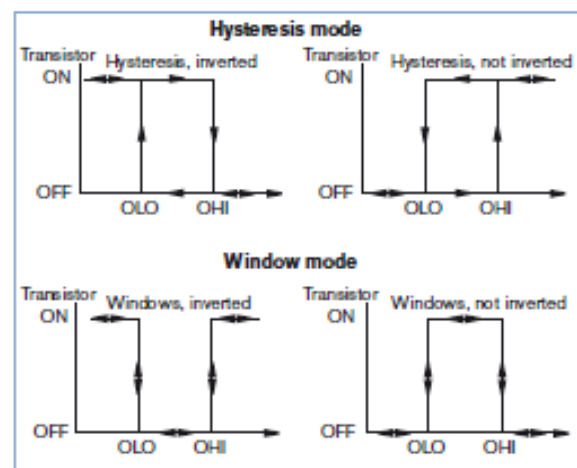 Hysteresis mode
Transistor
ON
Hysteresis, inverted
OFF
OLO OHI
Transistor
ON
Hysteresis, not inverted
OFF
OLO OHI
Window mode
Transistor
ON
Windows, inverted
OFF
OLO OHI
Transistor
ON
Windows, not inverted
OFF
OLO OHI